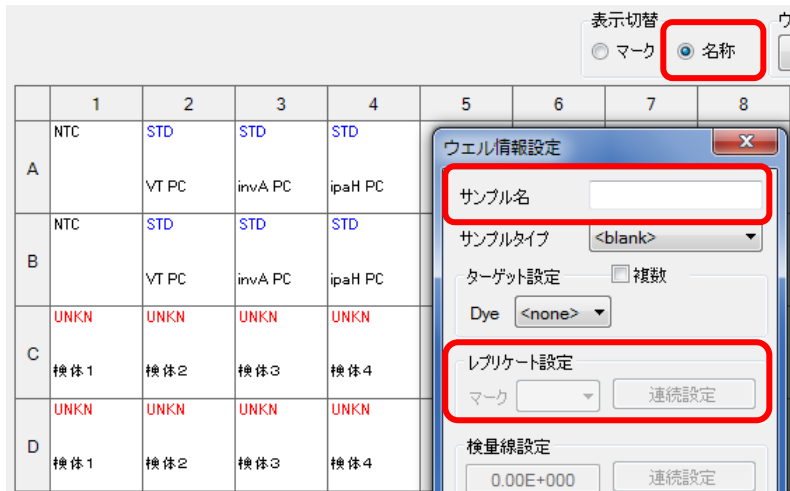 表示切替
マーク 名称
1 2 3 4 5 6 7 8
A
NTC STD STD STD
VT PC invA PC ipaH PC
B
NTC STD STD STD
VT PC invA PC ipaH PC
C
UNKN UNKN UNKN UNKN
検体1 検体2 検体3 検体4
D
UNKN UNKN UNKN UNKN
検体1 検体2 検体3 検体4
ウェル情報設定
サンプル名
サンプルタイプ <blank>
ターゲット設定 複数
Dye <none>
レプリケート設定
マーク 連続設定
検量線設定
0.00E+000 連続設定